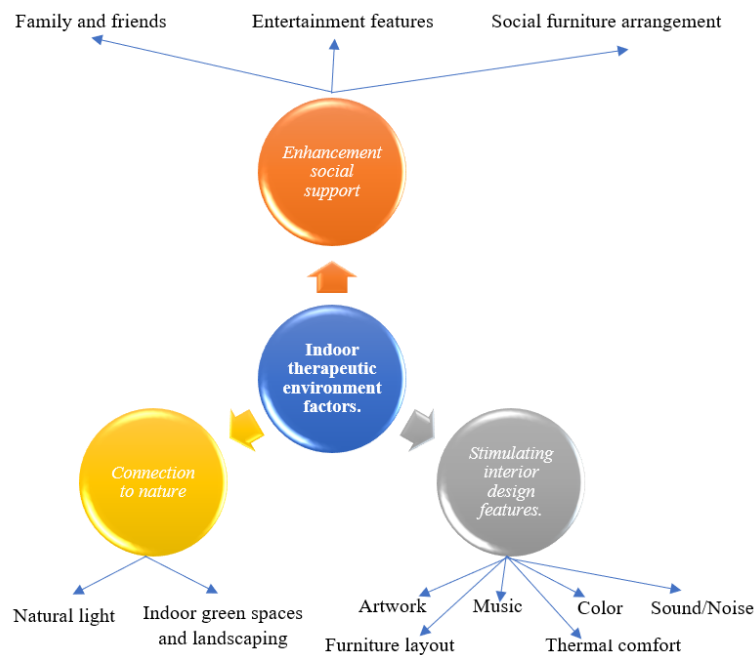 Family and friends
Entertainment features
Social furniture arrangement
Enhancement
social
support
Indoor
therapeutic
environment
factors.
Connection
to nature
Stimulating
interior
design
features.
Natural light
Indoor green spaces
and landscaping
Artwork
Music
Color
Sound/Noise
Furniture layout
Thermal comfort